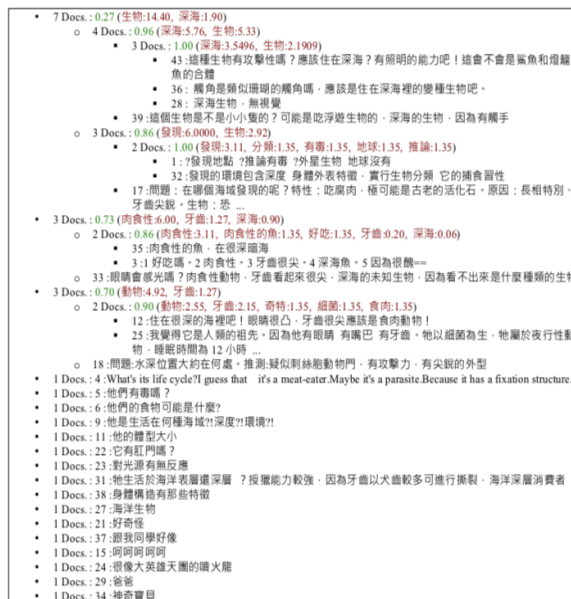 • 7 Docs. : 0.27 (生物:14.40, 深海:1.90)
o 4 Docs. : 0.96 (深海:5.76, 生物:5.33)
▪ 3 Docs. : 1.00 (深海:3.5496, 生物:2.1909)
▪ 43 :這種生物有攻擊性嗎？應該住在深海？有照明的能力吧！這會不會是鯊魚和燈籠
魚的合體
▪ 36 : 觸角是類似珊瑚的觸角嗎，應該是住在深海裡的變種生物吧。
▪ 28 : 深海生物，無視覺
▪ 39 :這個生物是不是小小隻的？可能是吃浮遊生物的，深海的生物，因為有觸手
o 3 Docs. : 0.86 (發現:6.0000, 生物:2.92)
▪ 2 Docs. : 1.00 (發現:3.11, 分類:1.35, 有毒:1.35, 地球:1.35, 推論:1.35)
▪ 1 : ?發現地點 ?推論有毒 ?外星生物 地球沒有
▪ 32 :發現的環境包含深度 身體外表特徵，實行生物分類 它的捕食習性
▪ 17 :問題：在哪個海域發現的呢？特性：吃腐肉，極可能是古老的活化石。原因：長相特別、
牙齒尖銳。生物：恐 ...
• 3 Docs. : 0.73 (肉食性:6.00, 牙齒:1.27, 深海:0.90)
o 2 Docs. : 0.86 (肉食性:3.11, 肉食性的魚:1.35, 好吃:1.35, 牙齒:0.20, 深海:0.06)
▪ 35 :肉食性的魚，在很深暗海
▪ 3 :1 好吃嗎。2 肉食性。3 牙齒很尖。4 深海魚。5 因為很醜==
o 33 :眼睛會感光嗎？肉食性動物，牙齒看起來很尖，深海的未知生物，因為看不出來是什麼種類的生物
• 3 Docs. : 0.70 (動物:4.92, 牙齒:1.27)
o 2 Docs. : 0.90 (動物:2.55, 牙齒:2.15, 奇特:1.35, 細菌:1.35, 食肉:1.35)
▪ 12 :住在很深的海裡吧！眼睛很凸，牙齒很尖應該是食肉動物！
▪ 25 :我覺得它是人類的祖先。因為他有眼睛 有嘴巴 有牙齒。牠以細菌為生，牠屬於夜行性動
物，睡眠時間為 12 小時 ...
o 18 :問題:水深位置大約在何處。推測:疑似刺絲胞動物門，有攻擊力，有尖銳的外型
• 1 Docs. : 4 :What's its life cycle?I guess that it's a meat-eater.Maybe it's a parasite.Because it has a fixation structure.
• 1 Docs. : 5 :他們有毒嗎？
• 1 Docs. : 6 :他們的食物可能是什麼?
• 1 Docs. : 9 :他是生活在何種海域?!深度?!環境?!
• 1 Docs. : 11 :他的體型大小
• 1 Docs. : 22 :它有肛門嗎？
• 1 Docs. : 23 :對光源有無反應
• 1 Docs. : 31 :牠生活於海洋表層還深層 ？授獵能力較強，因為牙齒以犬齒較多可進行撕裂，海洋深層消費者
• 1 Docs. : 38 :身體構造有那些特徵
• 1 Docs. : 27 :海洋生物
• 1 Docs. : 21 :好奇怪
• 1 Docs. : 37 :跟我同學好像
• 1 Docs. : 15 :呵呵呵呵呵
• 1 Docs. : 24 :很像大英雄天團的噴火龍
• 1 Docs. : 29 :爸爸
• 1 Docs. : 34 :神奇寶貝